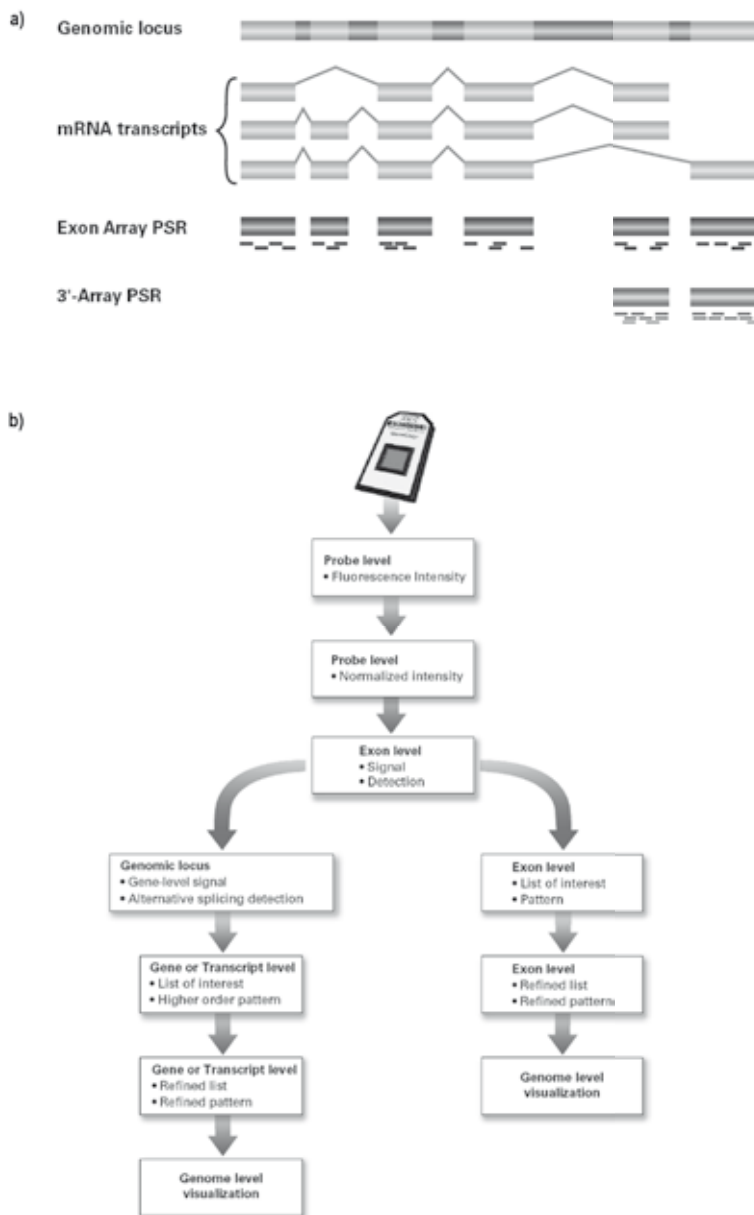 a)
Genomic locus
mRNA transcripts
Exon Array PSR
3'-Array PSR
b)
Probe level
• Fluorescence Intensity
Probe level
• Normalized intensity
Exon level
• Signal
• Detection
Genomic locus
• Gene-level signal
• Alternative splicing detection
Gene or Transcript level
• List of interest
• Higher order pattern
Gene or Transcript level
• Refined list
• Refined pattern
Genome level
visualization
Exon level
• List of interest
• Pattern
Exon level
• Refined list
• Refined pattern
Genome level
visualization